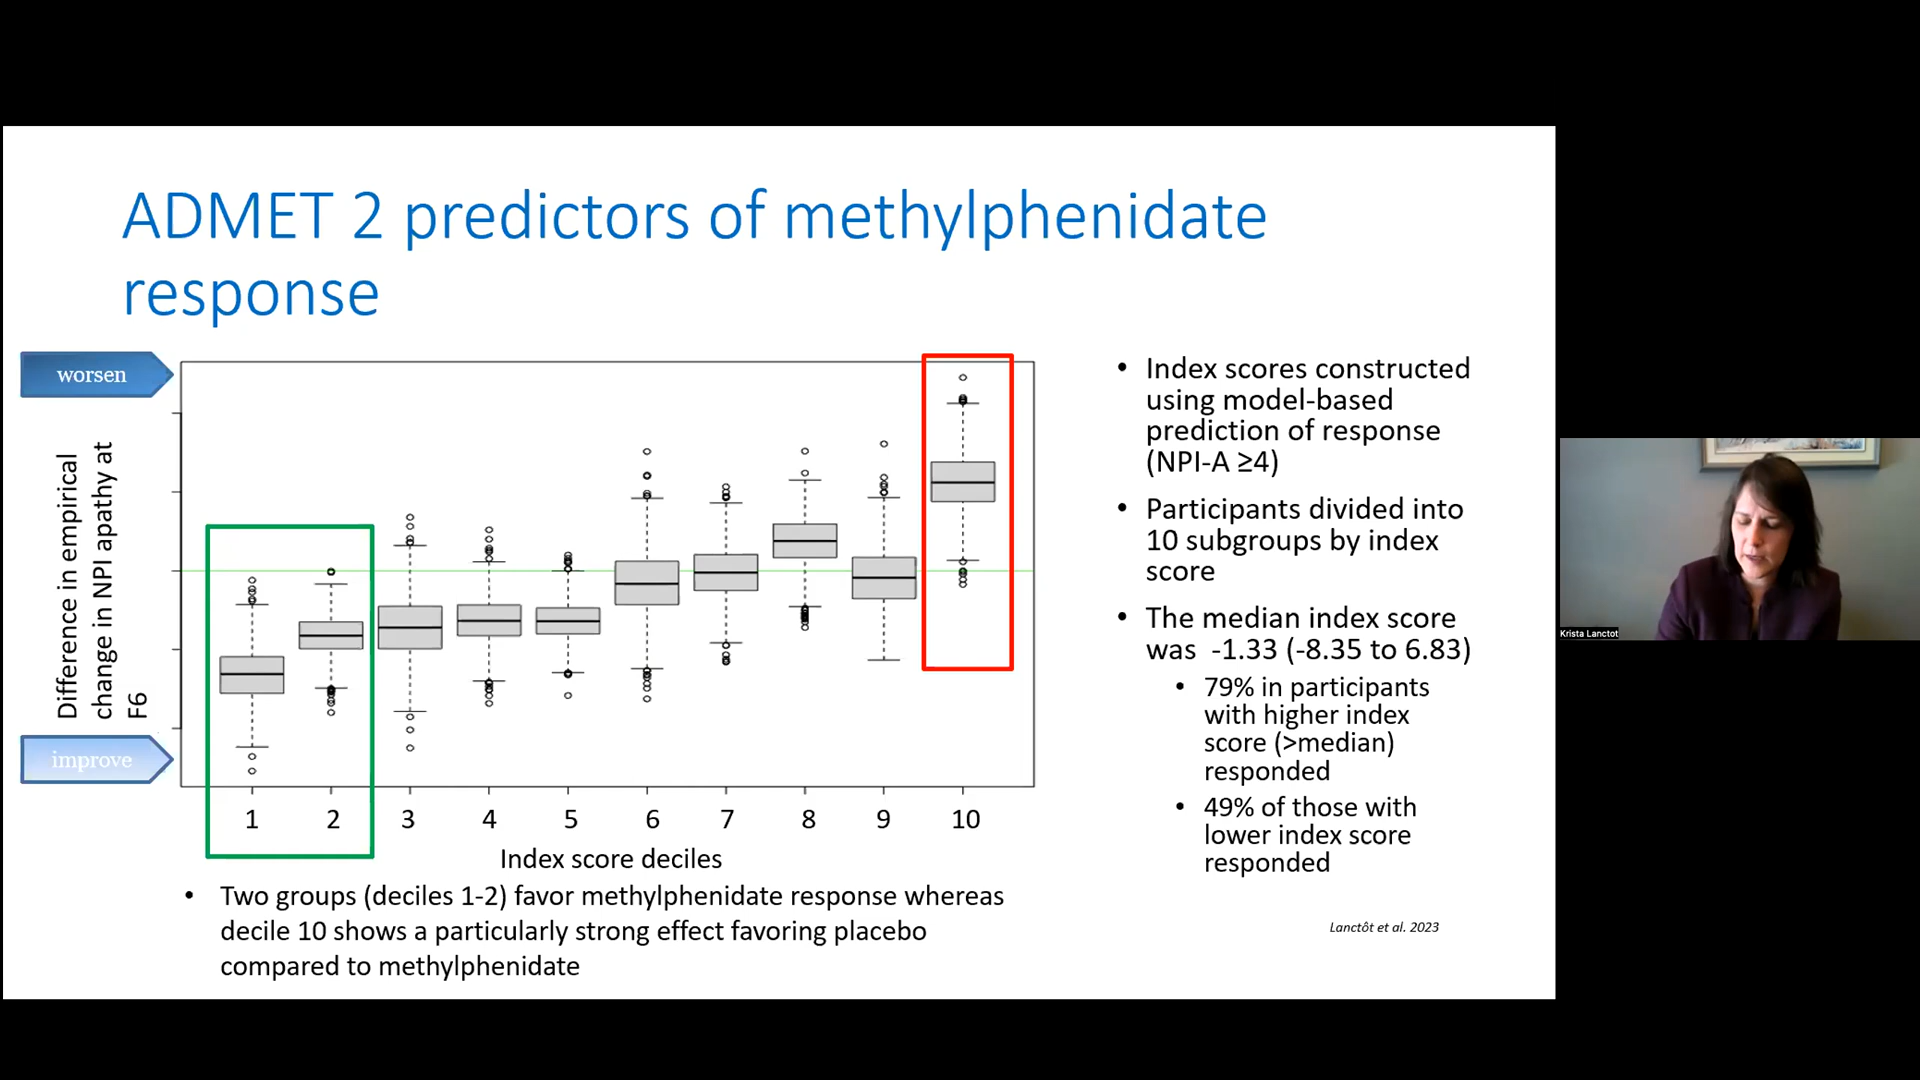 ADMET 2 predictors of methylphenidate
response
worsen
Difference in empirical
change in NPI apathy at
F6
improve
1 2 3 4 5 6 7 8 9 10
Index score deciles
• Two groups (deciles 1-2) favor methylphenidate response whereas
decile 10 shows a particularly strong effect favoring placebo
compared to methylphenidate
• Index scores constructed
using model-based
prediction of response
(NPI-A ≥4)
• Participants divided into
10 subgroups by index
score
• The median index score
was -1.33 (-8.35 to 6.83)
• 79% in participants
with higher index
score (>median)
responded
• 49% of those with
lower index score
responded
Lanctôt et al. 2023
Krista Lanctot